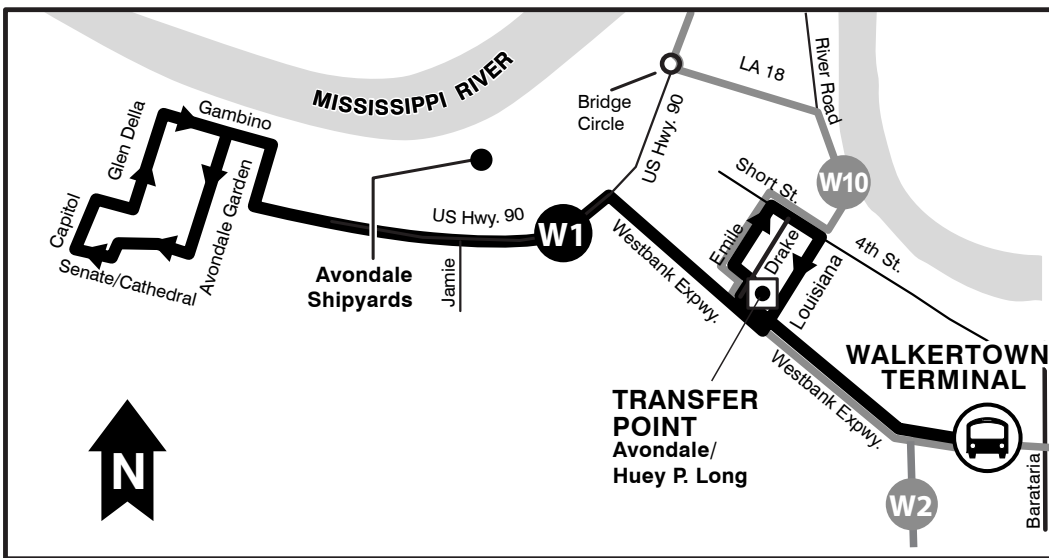 MISSISSIPPI RIVER
Gambino
Glen Della
Capitol
Senate/Cathedral
Avondale Garden
US Hwy. 90
W1
Jamie
Avondale
Shipyards
Bridge
Circle
US Hwy. 90
LA 18
River Road
W10
Short St.
4th St.
Emile
Drake
Louisiana
Westbank Expwy.
Westbank Expwy.
TRANSFER
POINT
Avondale/
Huey P. Long
WALKERTOWN
TERMINAL
W2
Barataria
N